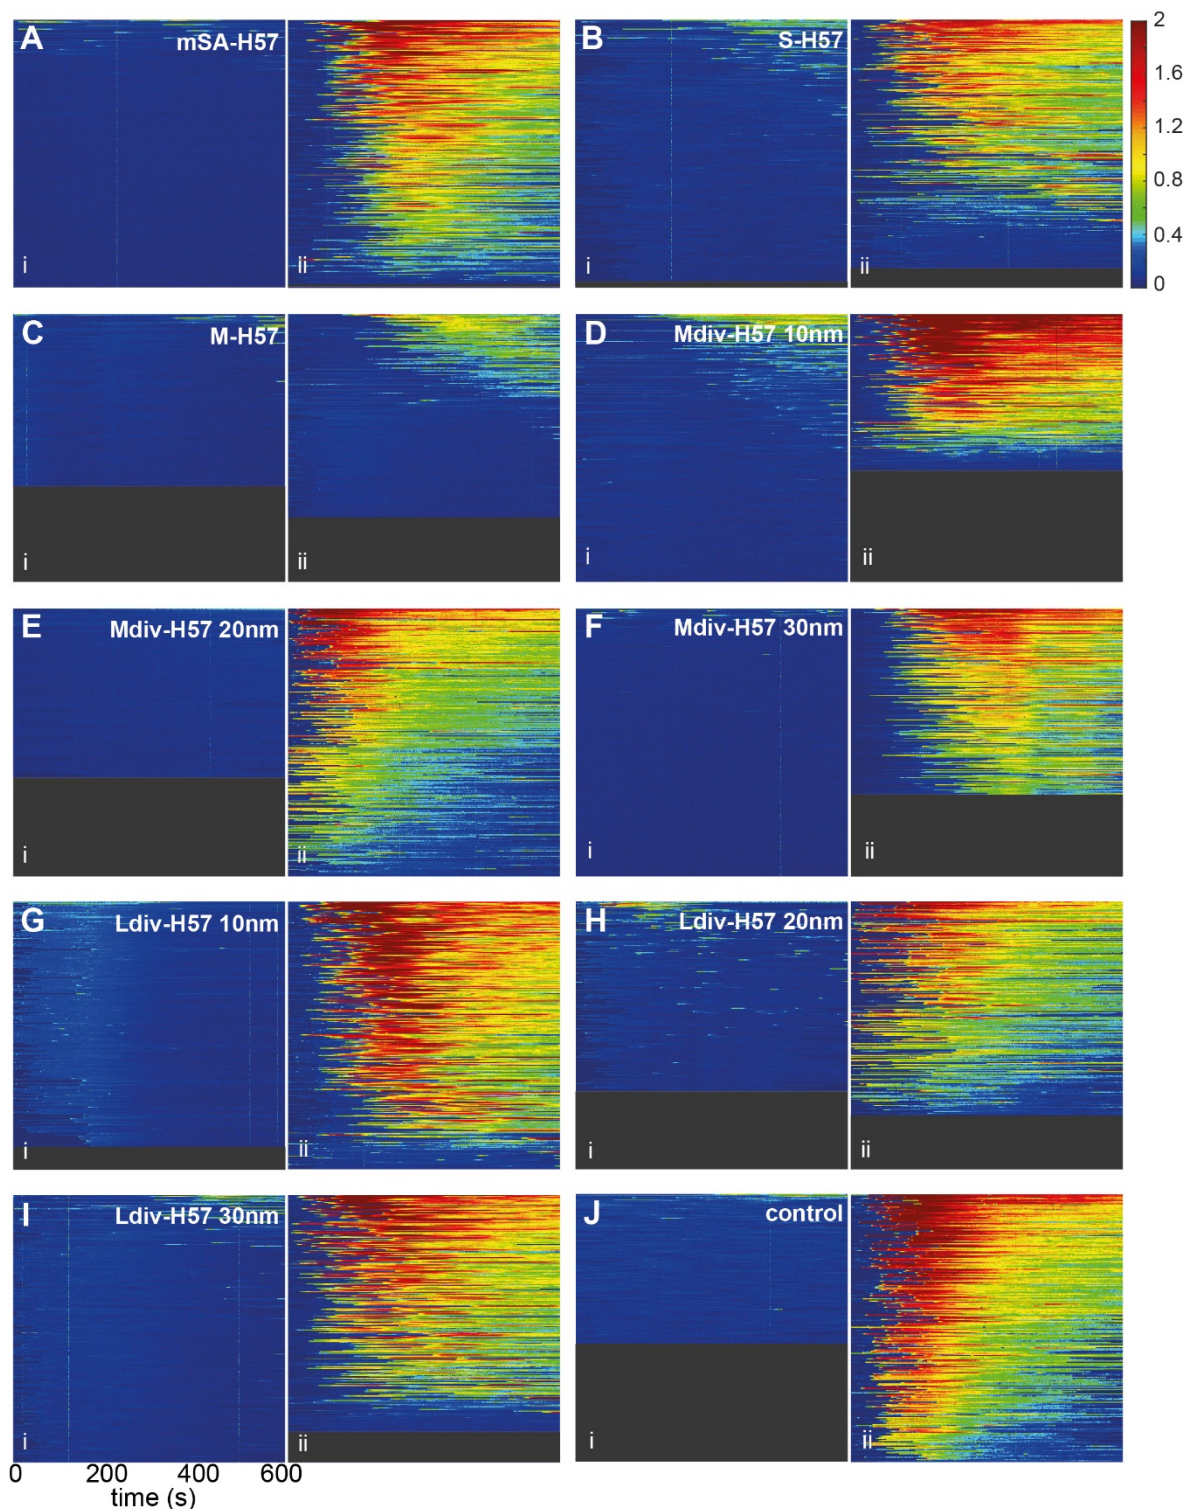 A mSA-H57
i ii
B S-H57
i ii
2
1.6
1.2
0.8
0.4
0
C M-H57
i ii
D Mdiv-H57 10nm
i ii
E Mdiv-H57 20nm
i ii
F Mdiv-H57 30nm
i ii
G Ldiv-H57 10nm
i ii
H Ldiv-H57 20nm
i ii
I Ldiv-H57 30nm
i ii
J control
i ii
0 200 400 600
time (s)